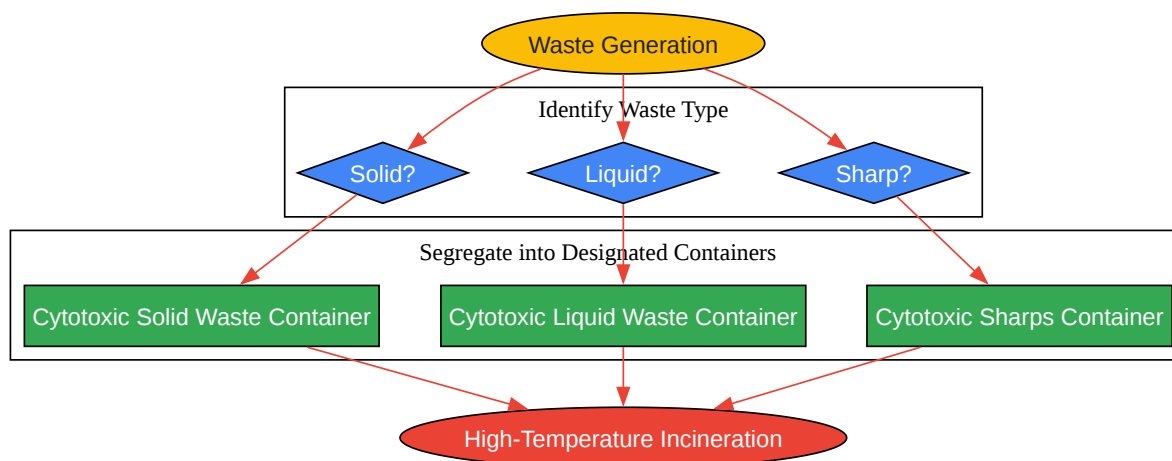 Waste Generation
Identify Waste Type
Solid?
Liquid?
Sharp?
Segregate into Designated Containers
Cytotoxic Solid Waste Container
Cytotoxic Liquid Waste Container
Cytotoxic Sharps Container
High-Temperature Incineration